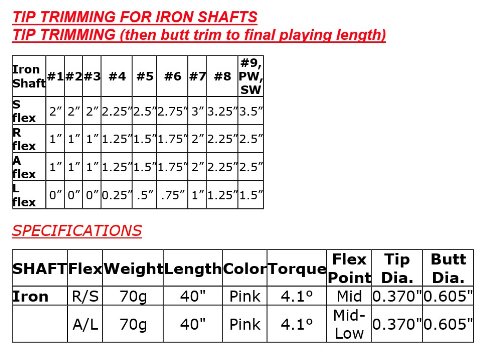 TIP TRIMMING FOR IRON SHAFTS
TIP TRIMMING (then butt trim to final playing length)
Iron Shaft #1 #2 #3 #4 #5 #6 #7 #8 #9, PW, SW
S flex 2" 2" 2" 2.25" 2.5" 2.75" 3" 3.25" 3.5"
R flex 1" 1" 1" 1.25" 1.5" 1.75" 2" 2.25" 2.5"
A flex 1" 1" 1" 1.25" 1.5" 1.75" 2" 2.25" 2.5"
L flex 0" 0" 0" 0.25" .5" .75" 1" 1.25" 1.5"
SPECIFICATIONS
SHAFT Flex Weight Length Color Torque Flex Point Tip Dia. Butt Dia.
Iron R/S 70g 40" Pink 4.1º Mid 0.370" 0.605"
A/L 70g 40" Pink 4.1º Mid-Low 0.370" 0.605"